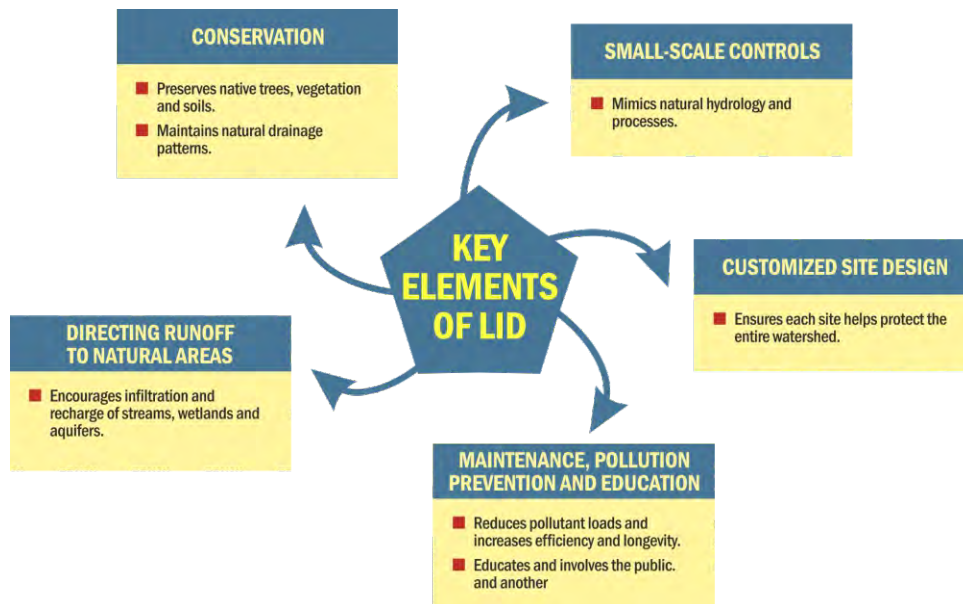 CONSERVATION
Preserves native trees, vegetation
and soils.
Maintains natural drainage
patterns.
SMALL-SCALE CONTROLS
Mimics natural hydrology and
processes.
KEY
ELEMENTS
OF LID
CUSTOMIZED SITE DESIGN
Ensures each site helps protect the
entire watershed.
DIRECTING RUNOFF
TO NATURAL AREAS
Encourages infiltration and
recharge of streams, wetlands and
aquifers.
MAINTENANCE, POLLUTION
PREVENTION AND EDUCATION
Reduces pollutant loads and
increases efficiency and longevity.
Educates and involves the public.
and another